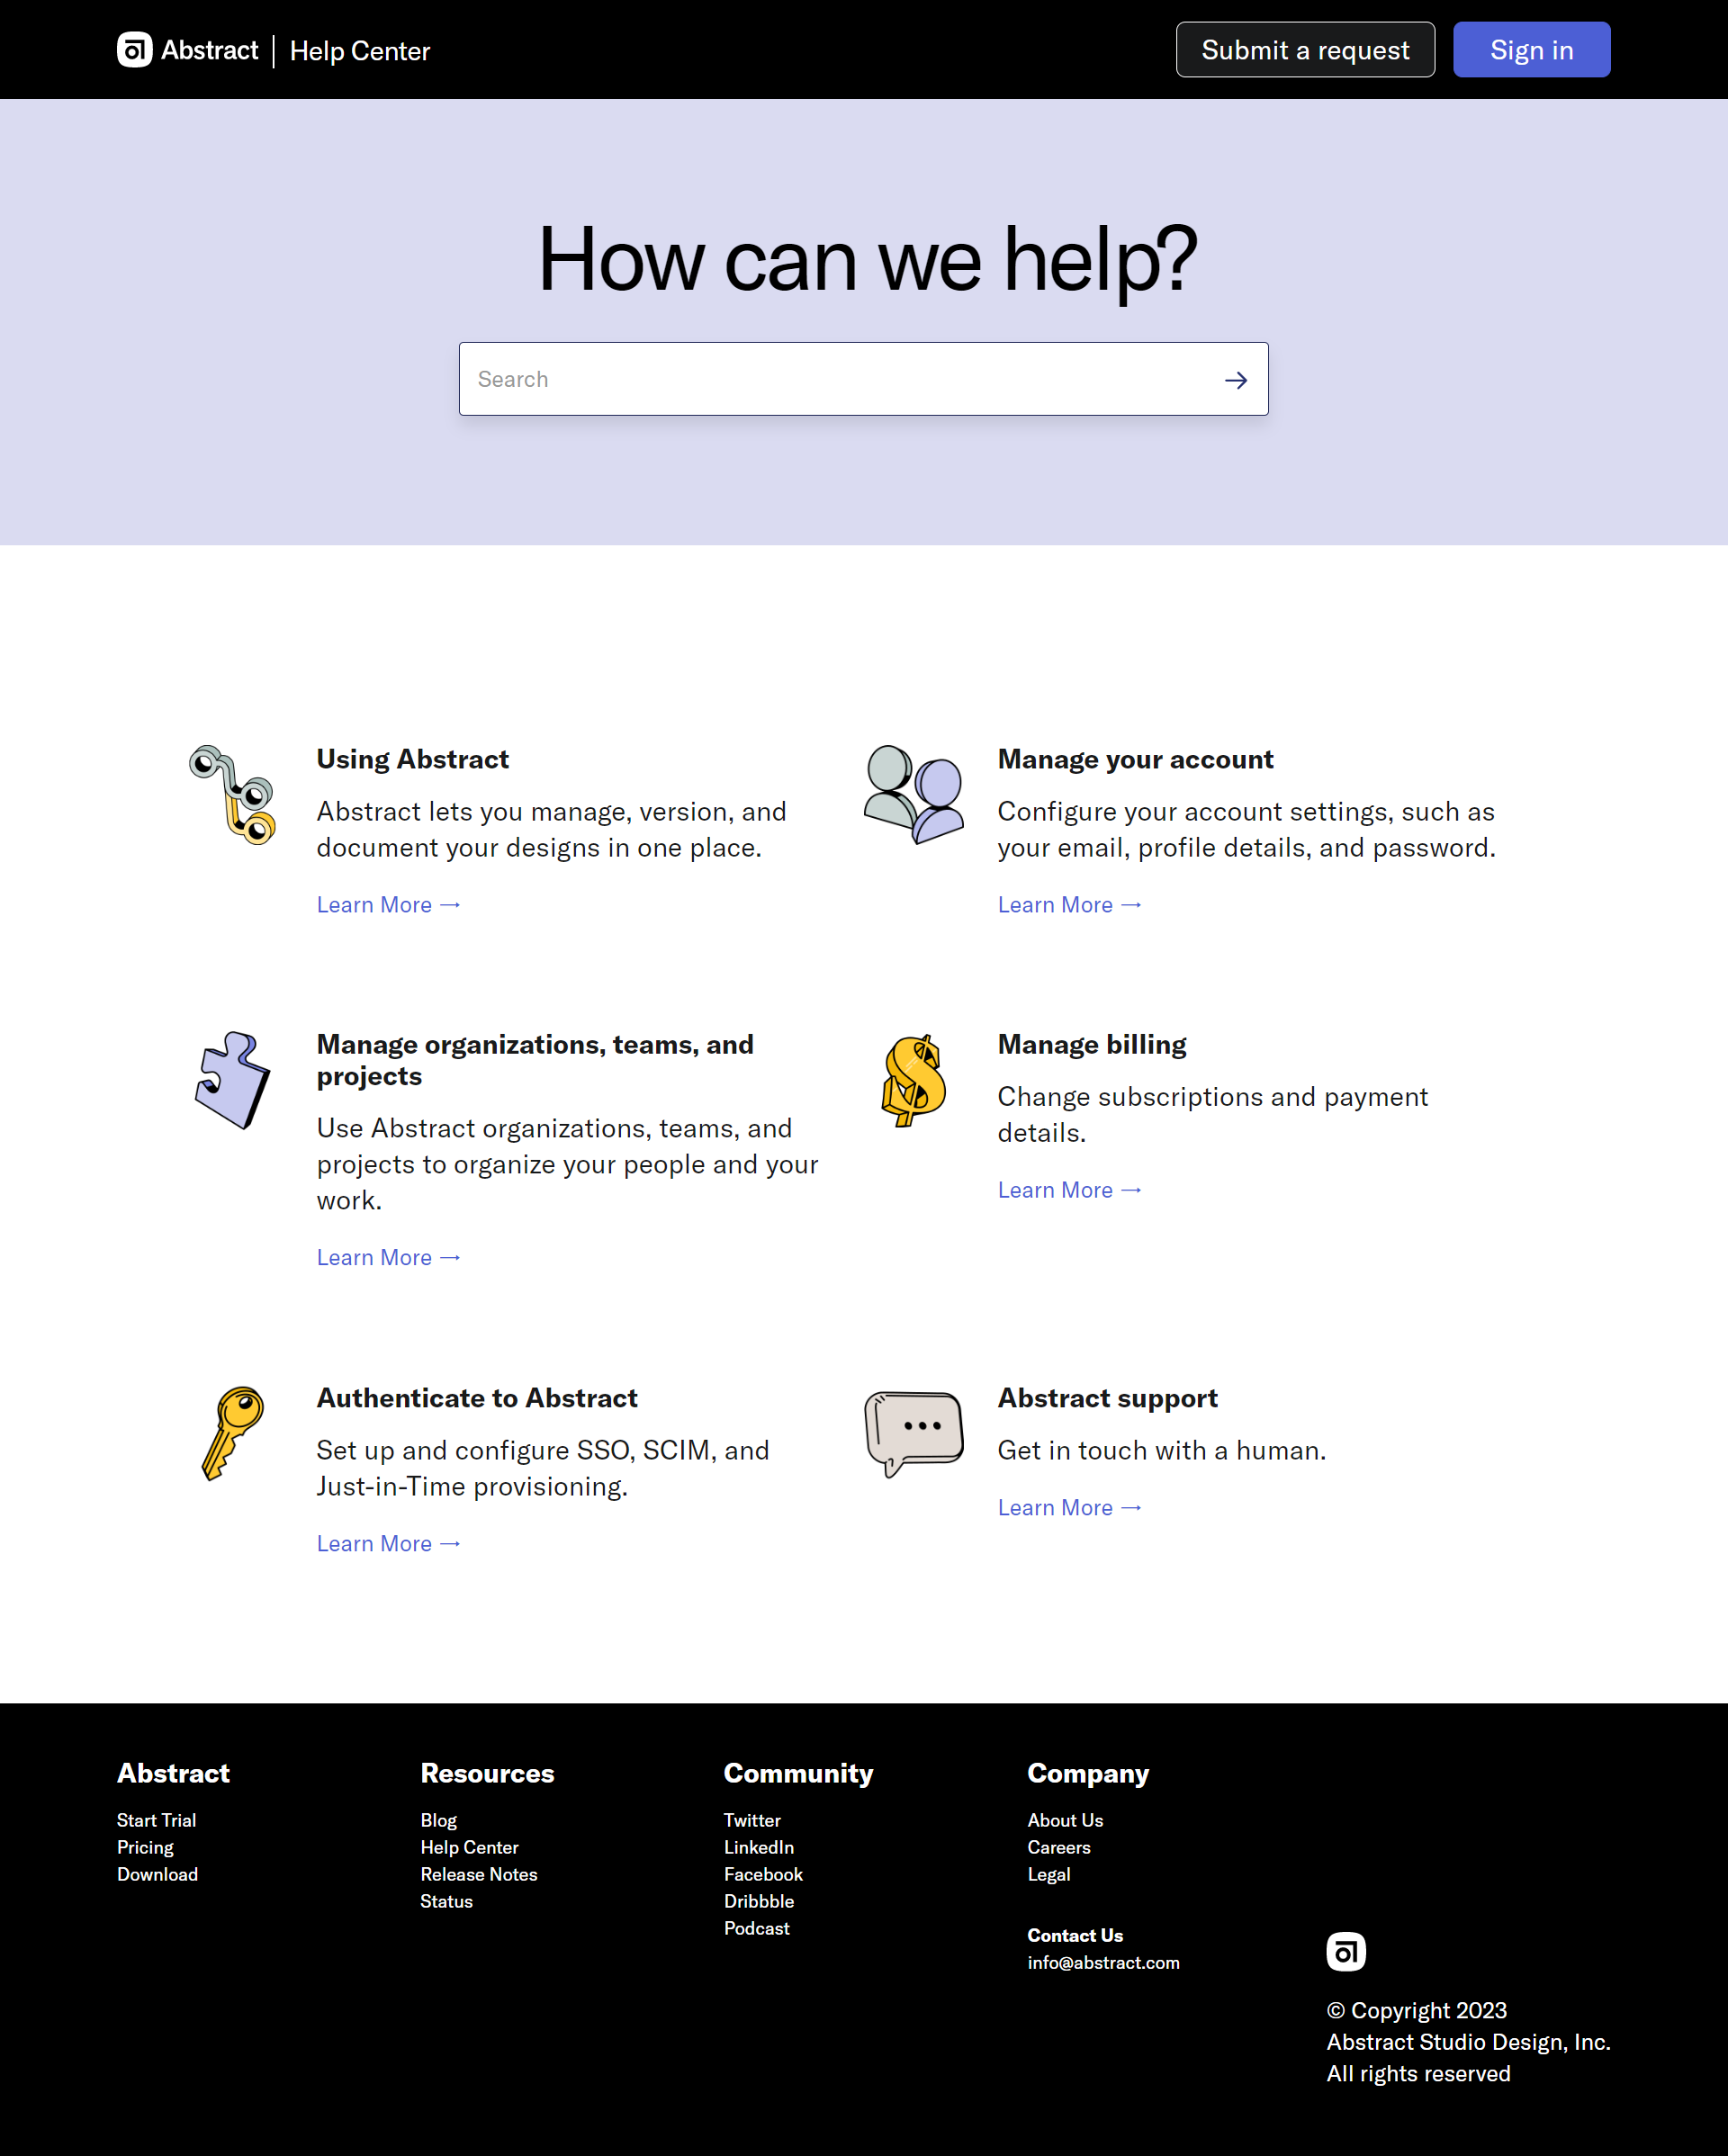 Abstract | Help Center
Submit a request
Sign in
How can we help?
Search
Using Abstract
Abstract lets you manage, version, and
document your designs in one place.
Learn More →
Manage your account
Configure your account settings, such as
your email, profile details, and password.
Learn More →
Manage organizations, teams, and
projects
Use Abstract organizations, teams, and
projects to organize your people and your
work.
Learn More →
Manage billing
Change subscriptions and payment
details.
Learn More →
Authenticate to Abstract
Set up and configure SSO, SCIM, and
Just-in-Time provisioning.
Learn More →
Abstract support
Get in touch with a human.
Learn More →
Abstract
Start Trial
Pricing
Download
Resources
Blog
Help Center
Release Notes
Status
Community
Twitter
LinkedIn
Facebook
Dribbble
Podcast
Company
About Us
Careers
Legal
Contact Us
info@abstract.com
© Copyright 2023
Abstract Studio Design, Inc.
All rights reserved